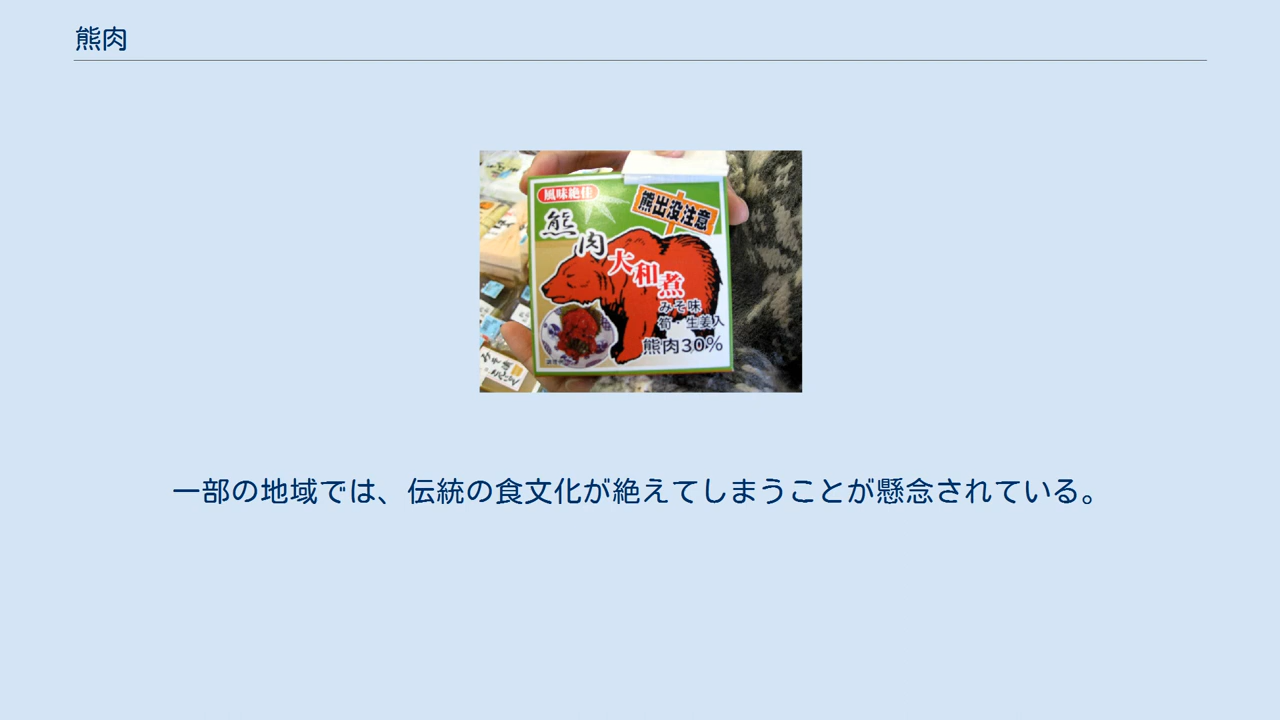 熊肉
風味絶佳
熊出没注意
熊肉大和煮
みそ味
筍・生姜入
熊肉30%
一部の地域では、伝統の食文化が絶えてしまうことが懸念されている。